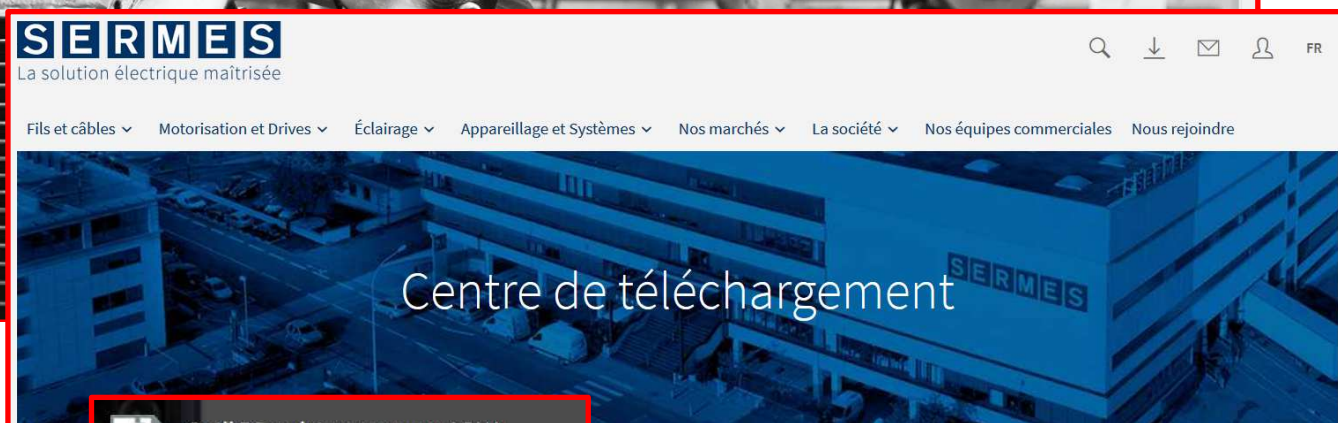 SERMES
La solution électrique maîtrisée
FR
Fils et câbles Motorisation et Drives Éclairage Appareillage et Systèmes Nos marchés La société Nos équipes commerciales Nous rejoindre
SERMES
Centre de téléchargement